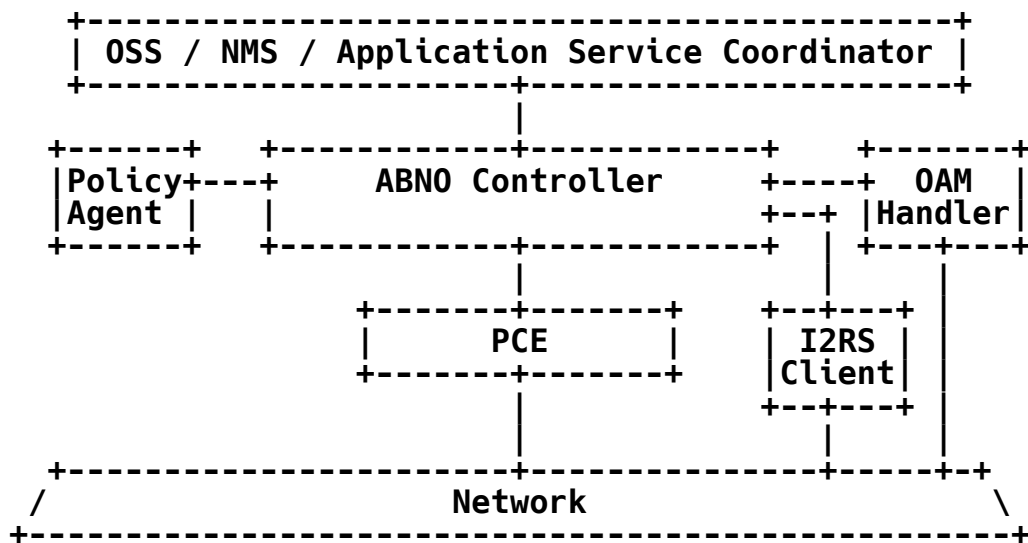 OSS / NMS / Application Service Coordinator
Policy ABNO Controller OAM
Agent Handler
PCE I2RS
Client
Network